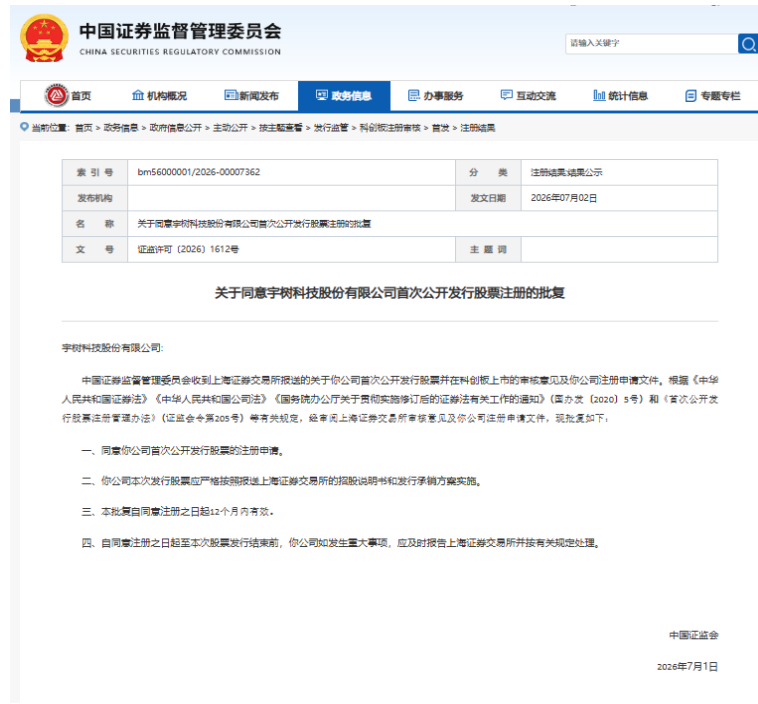 中国证券监督管理委员会
CHINA SECURITIES REGULATORY COMMISSION
请输入关键字
首页 机构概况 新闻发布 政务信息 办事服务 互动交流 统计信息 专题专栏
当前位置：首页 > 政务信息 > 政府信息公开 > 主动公开 > 按主题查看 > 发行监管 > 科创板注册审核 > 首发 > 注册结果
索 引 号 bm56000001/2026-00007362 分 类 注册结果;结果公示
发布机构 发文日期 2026年07月02日
名 称 关于同意宇树科技股份有限公司首次公开发行股票注册的批复
文 号 证监许可〔2026〕1612号 主 题 词
关于同意宇树科技股份有限公司首次公开发行股票注册的批复
宇树科技股份有限公司:
中国证券监督管理委员会收到上海证券交易所报送的关于你公司首次公开发行股票并在科创板上市的审核意见及你公司注册申请文件。根据《中华
人民共和国证券法》《中华人民共和国公司法》《国务院办公厅关于贯彻实施修订后的证券法有关工作的通知》(国办发〔2020〕5号）和《首次公开发
行股票注册管理办法》（证监会令第205号）等有关规定，经审阅上海证券交易所审核意见及你公司注册申请文件，现批复如下：
一、同意你公司首次公开发行股票的注册申请。
二、你公司本次发行股票应严格按照报送上海证券交易所的招股说明书和发行承销方案实施。
三、本批复自同意注册之日起12个月内有效。
四、自同意注册之日起至本次股票发行结束前，你公司如发生重大事项，应及时报告上海证券交易所并按有关规定处理。
中国证监会
2026年7月1日